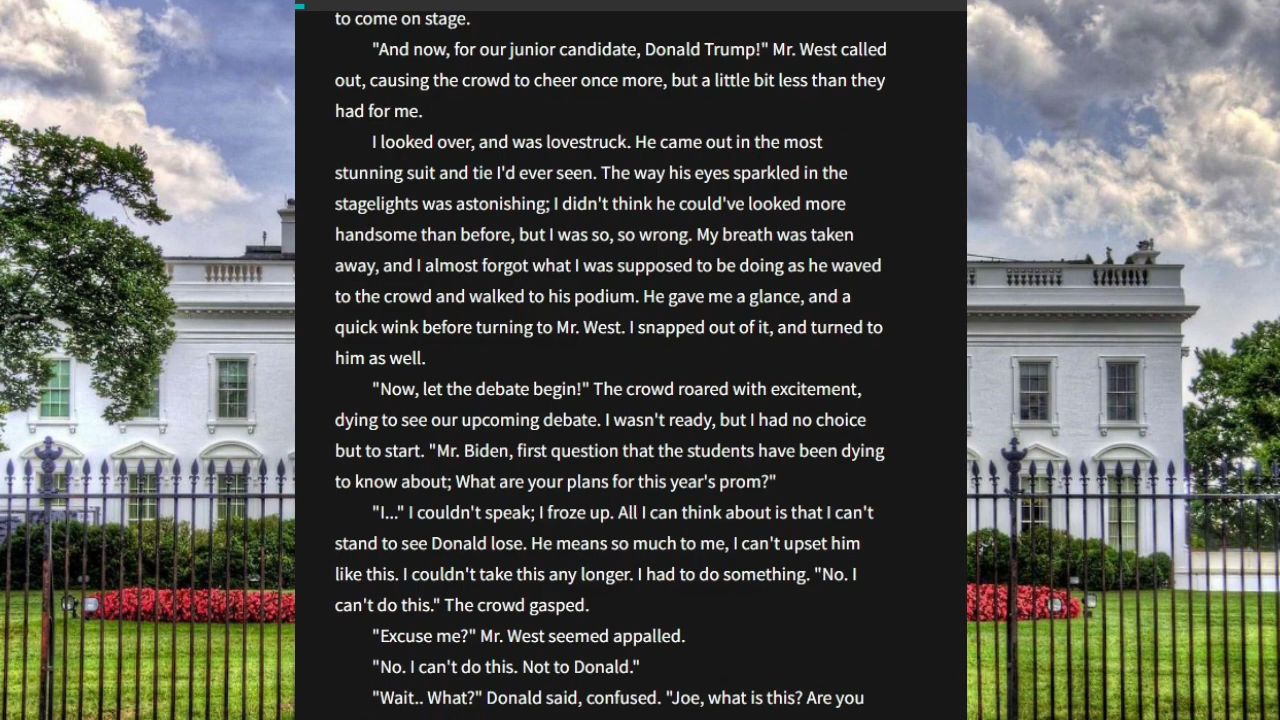 to come on stage.
"And now, for our junior candidate, Donald Trump!" Mr. West called
out, causing the crowd to cheer once more, but a little bit less than they
had for me.
I looked over, and was lovestruck. He came out in the most
stunning suit and tie I'd ever seen. The way his eyes sparkled in the
stagelights was astonishing; I didn't think he could've looked more
handsome than before, but I was so, so wrong. My breath was taken
away, and I almost forgot what I was supposed to be doing as he waved
to the crowd and walked to his podium. He gave me a glance, and a
quick wink before turning to Mr. West. I snapped out of it, and turned to
him as well.
"Now, let the debate begin!" The crowd roared with excitement,
dying to see our upcoming debate. I wasn't ready, but I had no choice
but to start. "Mr. Biden, first question that the students have been dying
to know about; What are your plans for this year's prom?"
"I..." I couldn't speak; I froze up. All I can think about is that I can't
stand to see Donald lose. He means so much to me, I can't upset him
like this. I couldn't take this any longer. I had to do something. "No. I
can't do this." The crowd gasped.
"Excuse me?" Mr. West seemed appalled.
"No. I can't do this. Not to Donald."
"Wait.. What?" Donald said, confused. "Joe, what is this? Are you